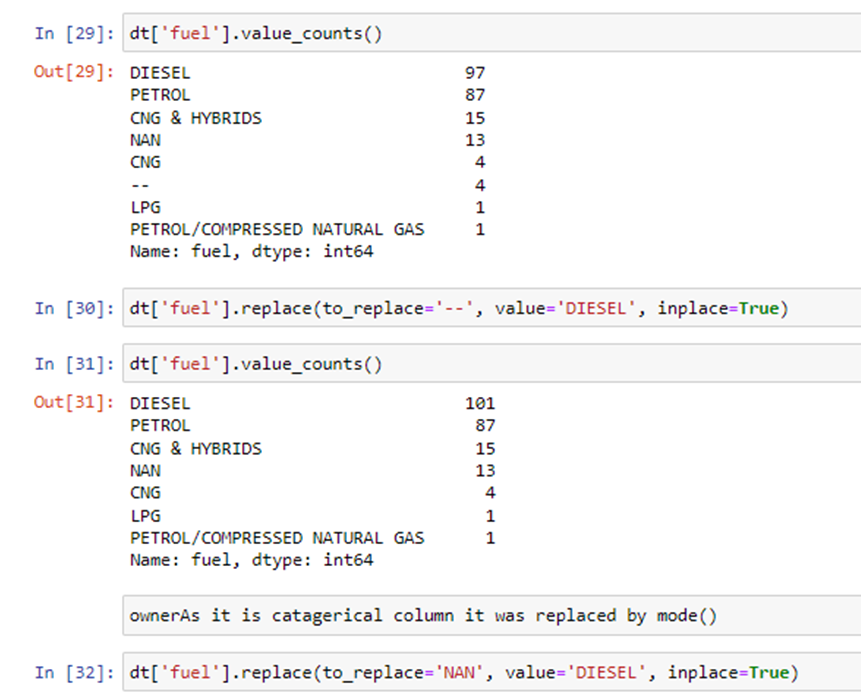 In [29]: dt['fuel'].value_counts()
Out[29]: DIESEL 97
PETROL 87
CNG & HYBRIDS 15
NAN 13
CNG 4
-- 4
LPG 1
PETROL/COMPRESSED NATURAL GAS 1
Name: fuel, dtype: int64
In [30]: dt['fuel'].replace(to_replace='--', value='DIESEL', inplace=True)
In [31]: dt['fuel'].value_counts()
Out[31]: DIESEL 101
PETROL 87
CNG & HYBRIDS 15
NAN 13
CNG 4
LPG 1
PETROL/COMPRESSED NATURAL GAS 1
Name: fuel, dtype: int64
ownerAs it is catagerical column it was replaced by mode()
In [32]: dt['fuel'].replace(to_replace='NAN', value='DIESEL', inplace=True)